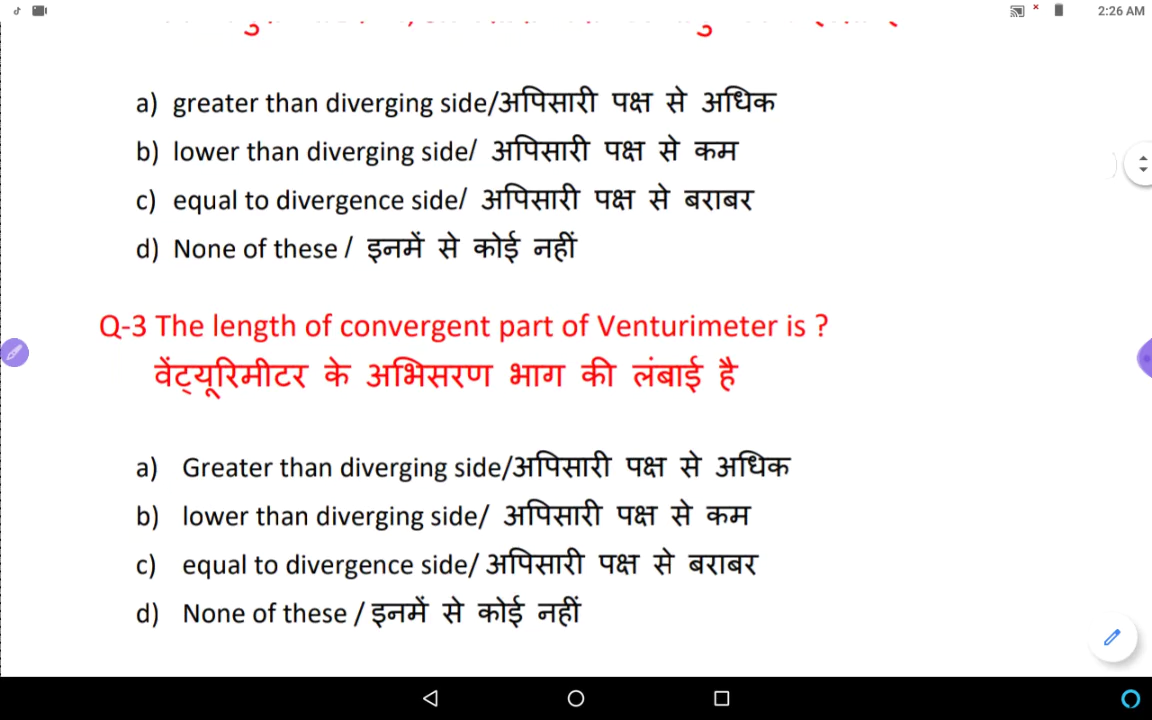 2:26 AM
a) greater than diverging side/अपिसारी पक्ष से अधिक
b) lower than diverging side/ अपिसारी पक्ष से कम
c) equal to divergence side/ अपिसारी पक्ष से बराबर
d) None of these / इनमें से कोई नहीं
Q-3 The length of convergent part of Venturimeter is ?
वेंट्यूरिमीटर के अभिसरण भाग की लंबाई है
a) Greater than diverging side/अपिसारी पक्ष से अधिक
b) lower than diverging side/ अपिसारी पक्ष से कम
c) equal to divergence side/ अपिसारी पक्ष से बराबर
d) None of these / इनमें से कोई नहीं